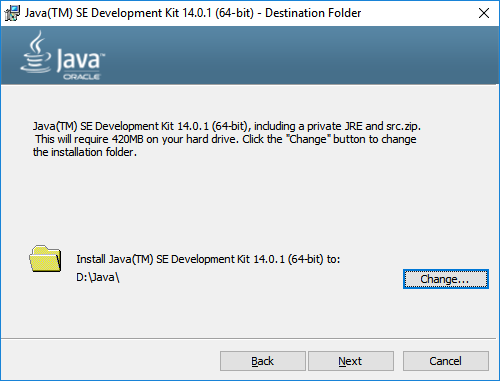 Java(TM) SE Development Kit 14.0.1 (64-bit) - Destination Folder
Java™
ORACLE
Java(TM) SE Development Kit 14.0.1 (64-bit), including a private JRE and src.zip.
This will require 420MB on your hard drive. Click the "Change" button to change
the installation folder.
Install Java(TM) SE Development Kit 14.0.1 (64-bit) to:
D:\Java\
Change...
Back
Next
Cancel